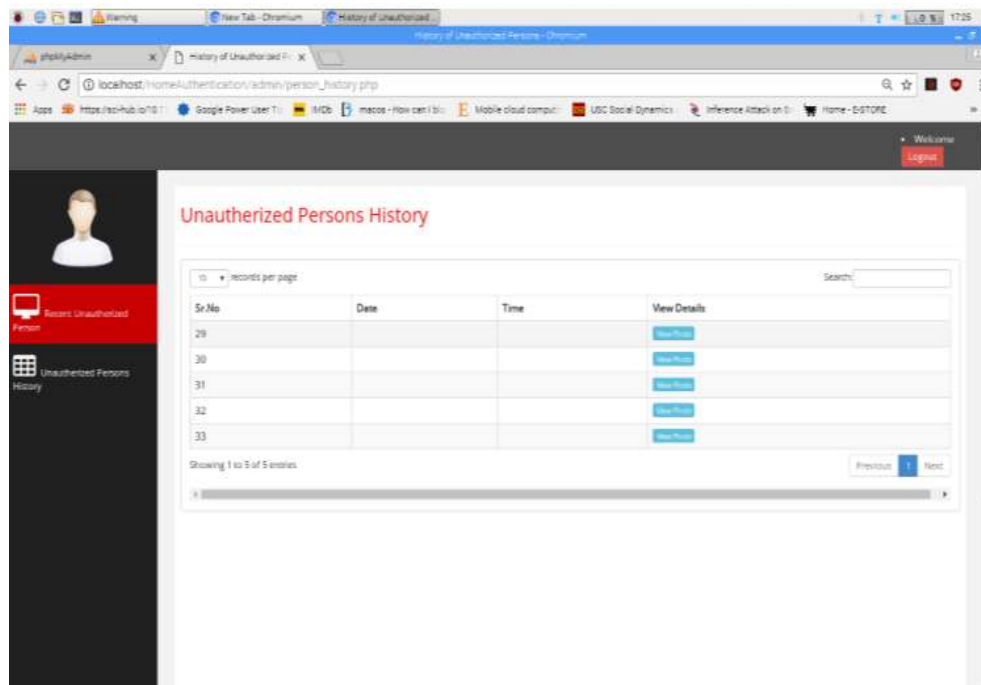 Warning
New Tab - Chromium
History of Unauthorized
History of Unauthorized Persons - Chromium
17:25
phpMyAdmin
History of Unauthorized
localhost/HomeAuthentication/admin/person_history.php
Apps
Google Power User
IMDb
macos - How can I
Mobile cloud comput
USC Social Dynamics
Inference Attack on
Home - E-STORE
Welcome
Logout
Unautherized Persons History
10 records per page
Search:
Sr.No Date Time View Details
29 View Photo
30 View Photo
31 View Photo
32 View Photo
33 View Photo
Showing 1 to 5 of 5 entries
Previous 1 Next
Recent Unauthorized
Person
Unautherized Persons
History